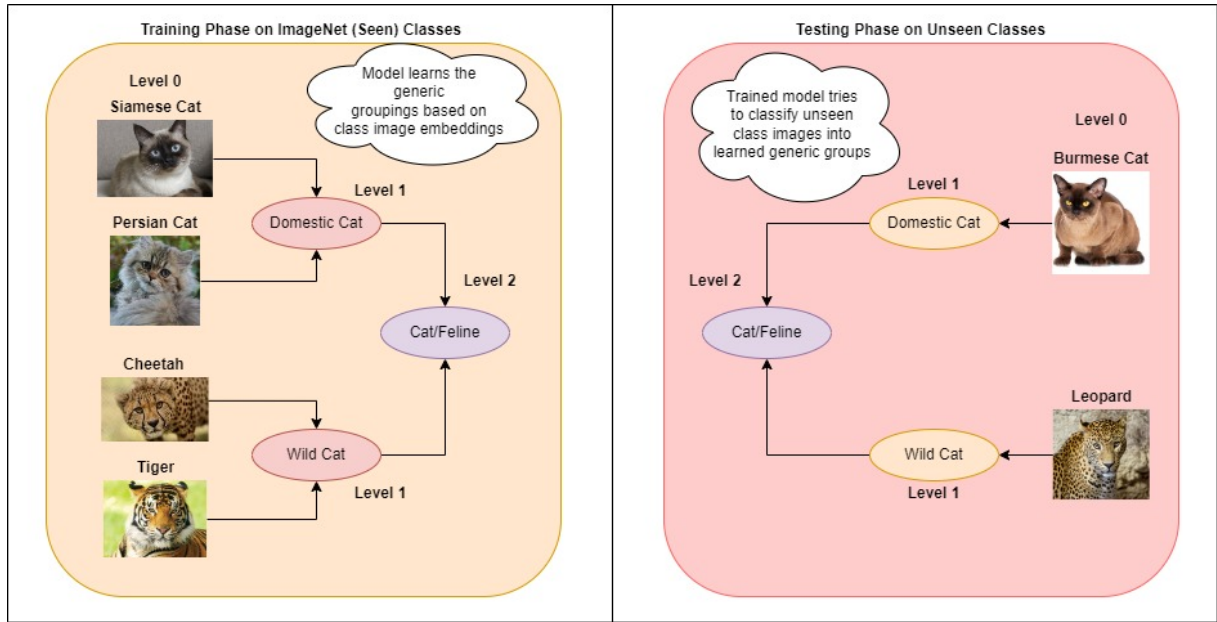 Training Phase on ImageNet (Seen) Classes
Level 0
Siamese Cat
Model learns the
generic
groupings based on
class image embeddings
Level 1
Domestic Cat
Persian Cat
Level 2
Cat/Feline
Cheetah
Wild Cat
Tiger
Level 1
Testing Phase on Unseen Classes
Trained model tries
to classify unseen
class images into
learned generic groups
Level 0
Burmese Cat
Level 1
Domestic Cat
Level 2
Cat/Feline
Leopard
Wild Cat
Level 1